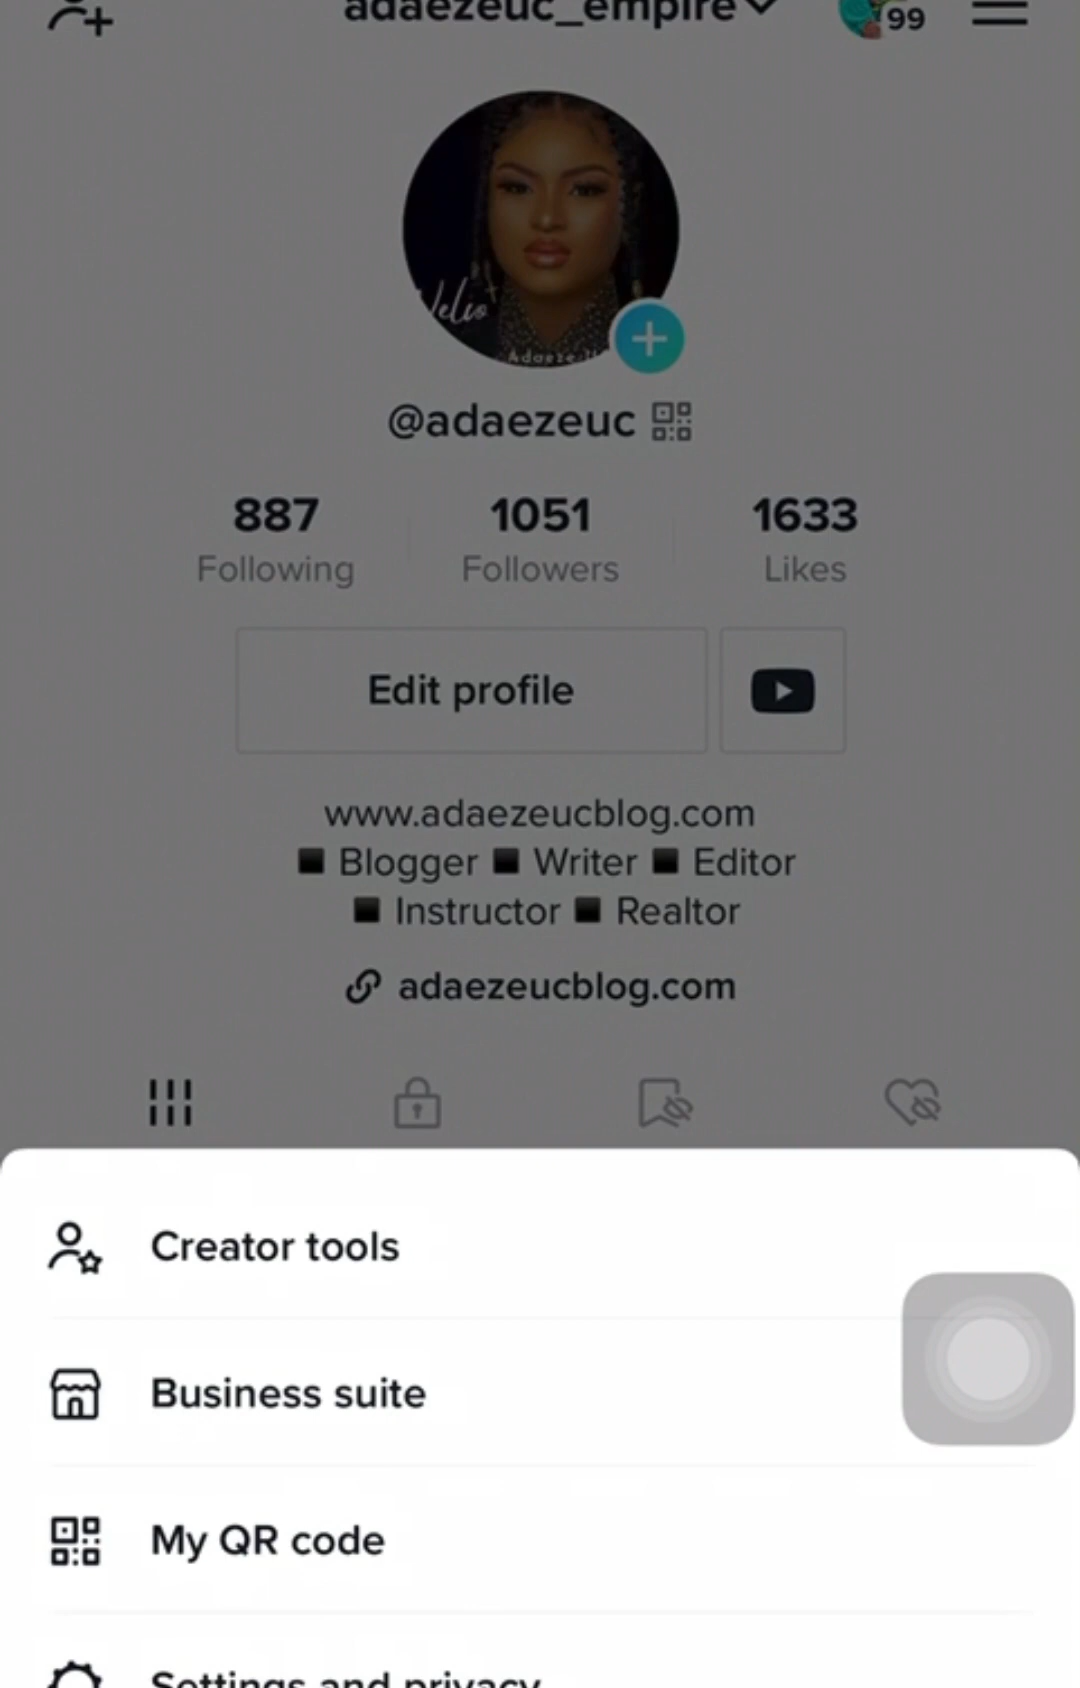 adaezeuc_empire
99
@adaezeuc
887 1051 1633
Following Followers Likes
Edit profile
www.adaezeucblog.com
Blogger Writer Editor
Instructor Realtor
adaezeucblog.com
Creator tools
Business suite
My QR code
Settings and privacy